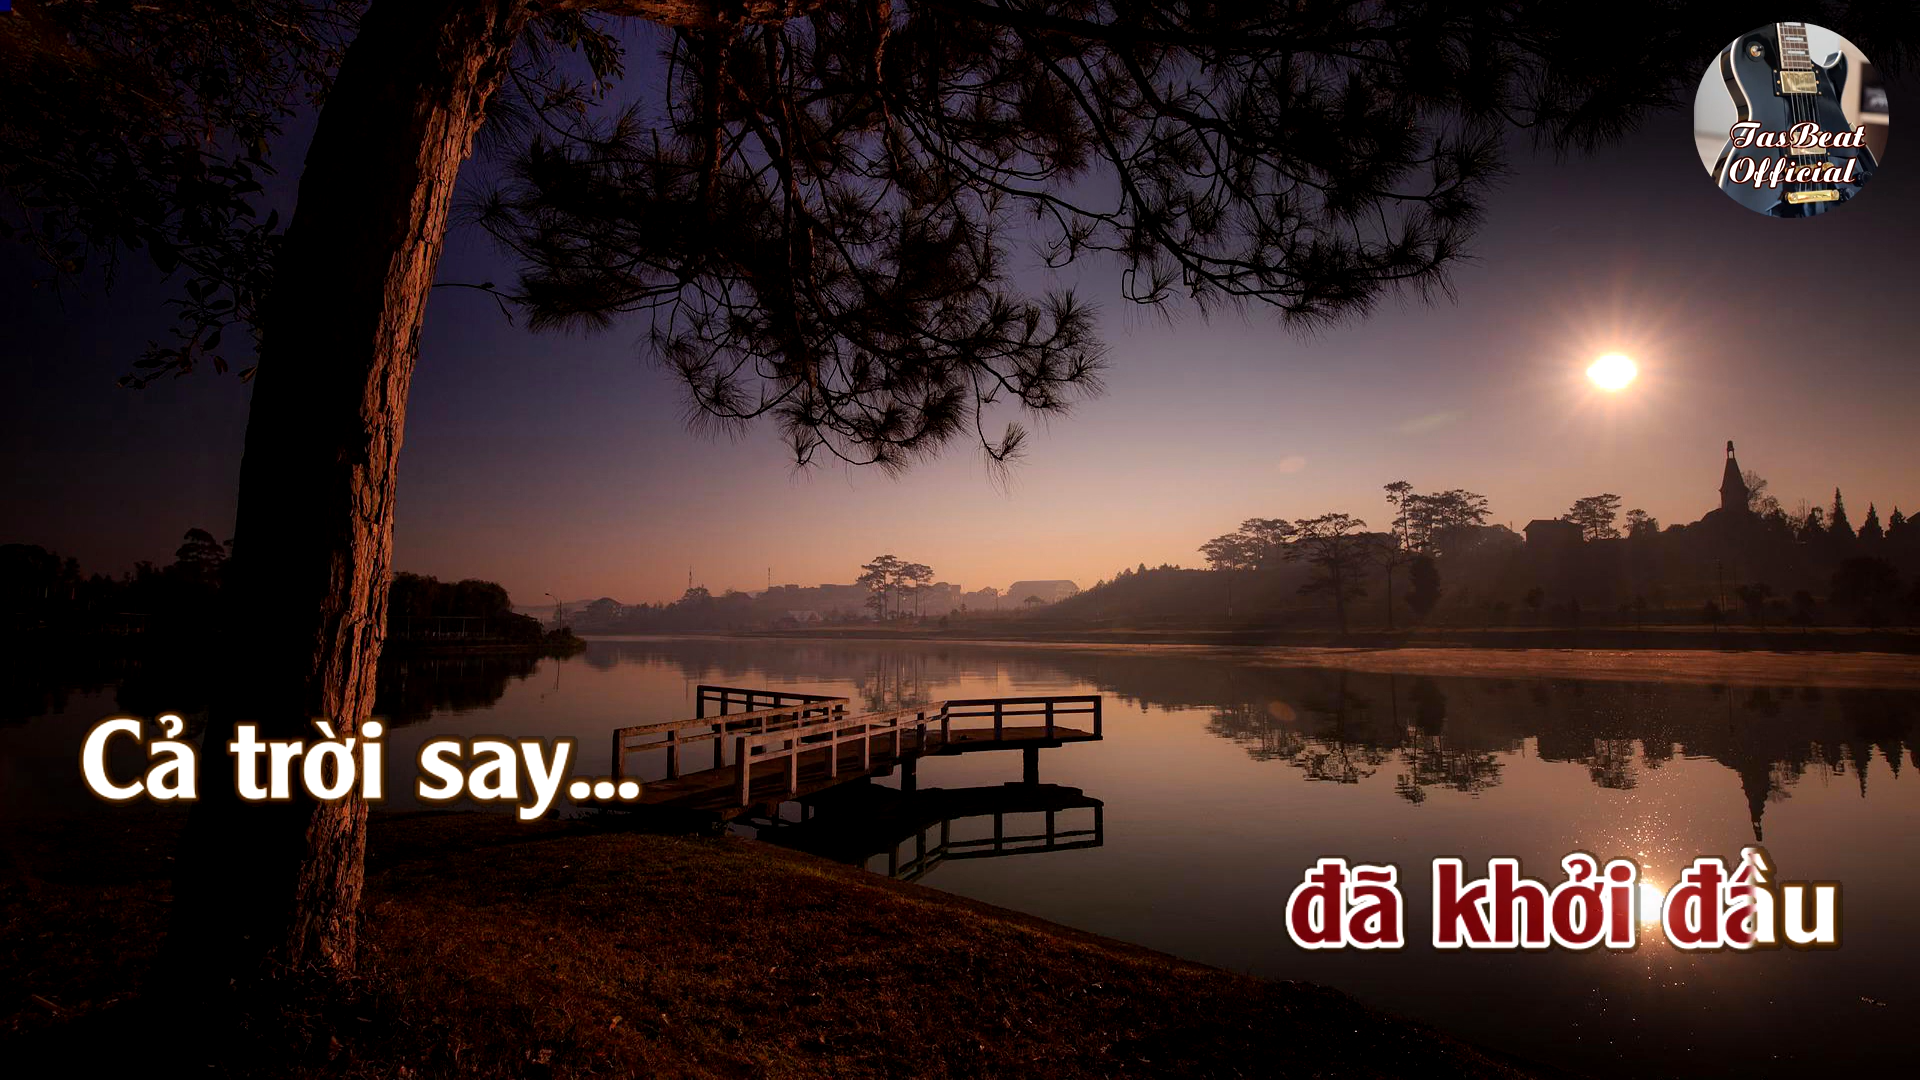 TasBeat
Official
Cả trời say...
đã khởi đầu